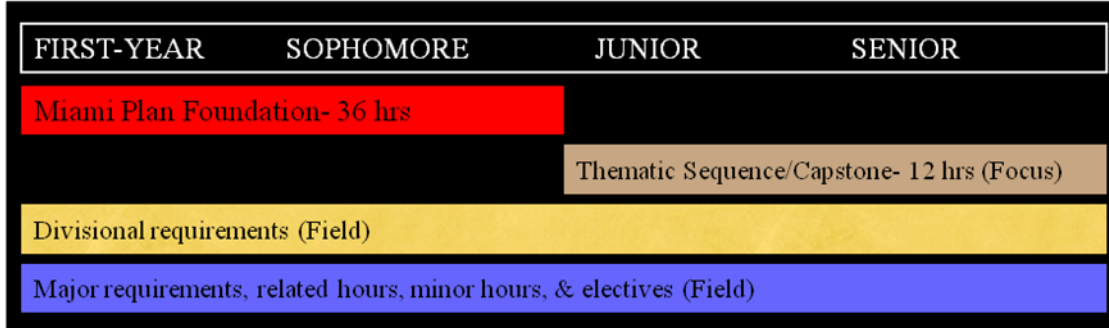 FIRST-YEAR SOPHOMORE JUNIOR SENIOR
Miami Plan Foundation- 36 hrs
Thematic Sequence/Capstone- 12 hrs (Focus)
Divisional requirements (Field)
Major requirements, related hours, minor hours, & electives (Field)